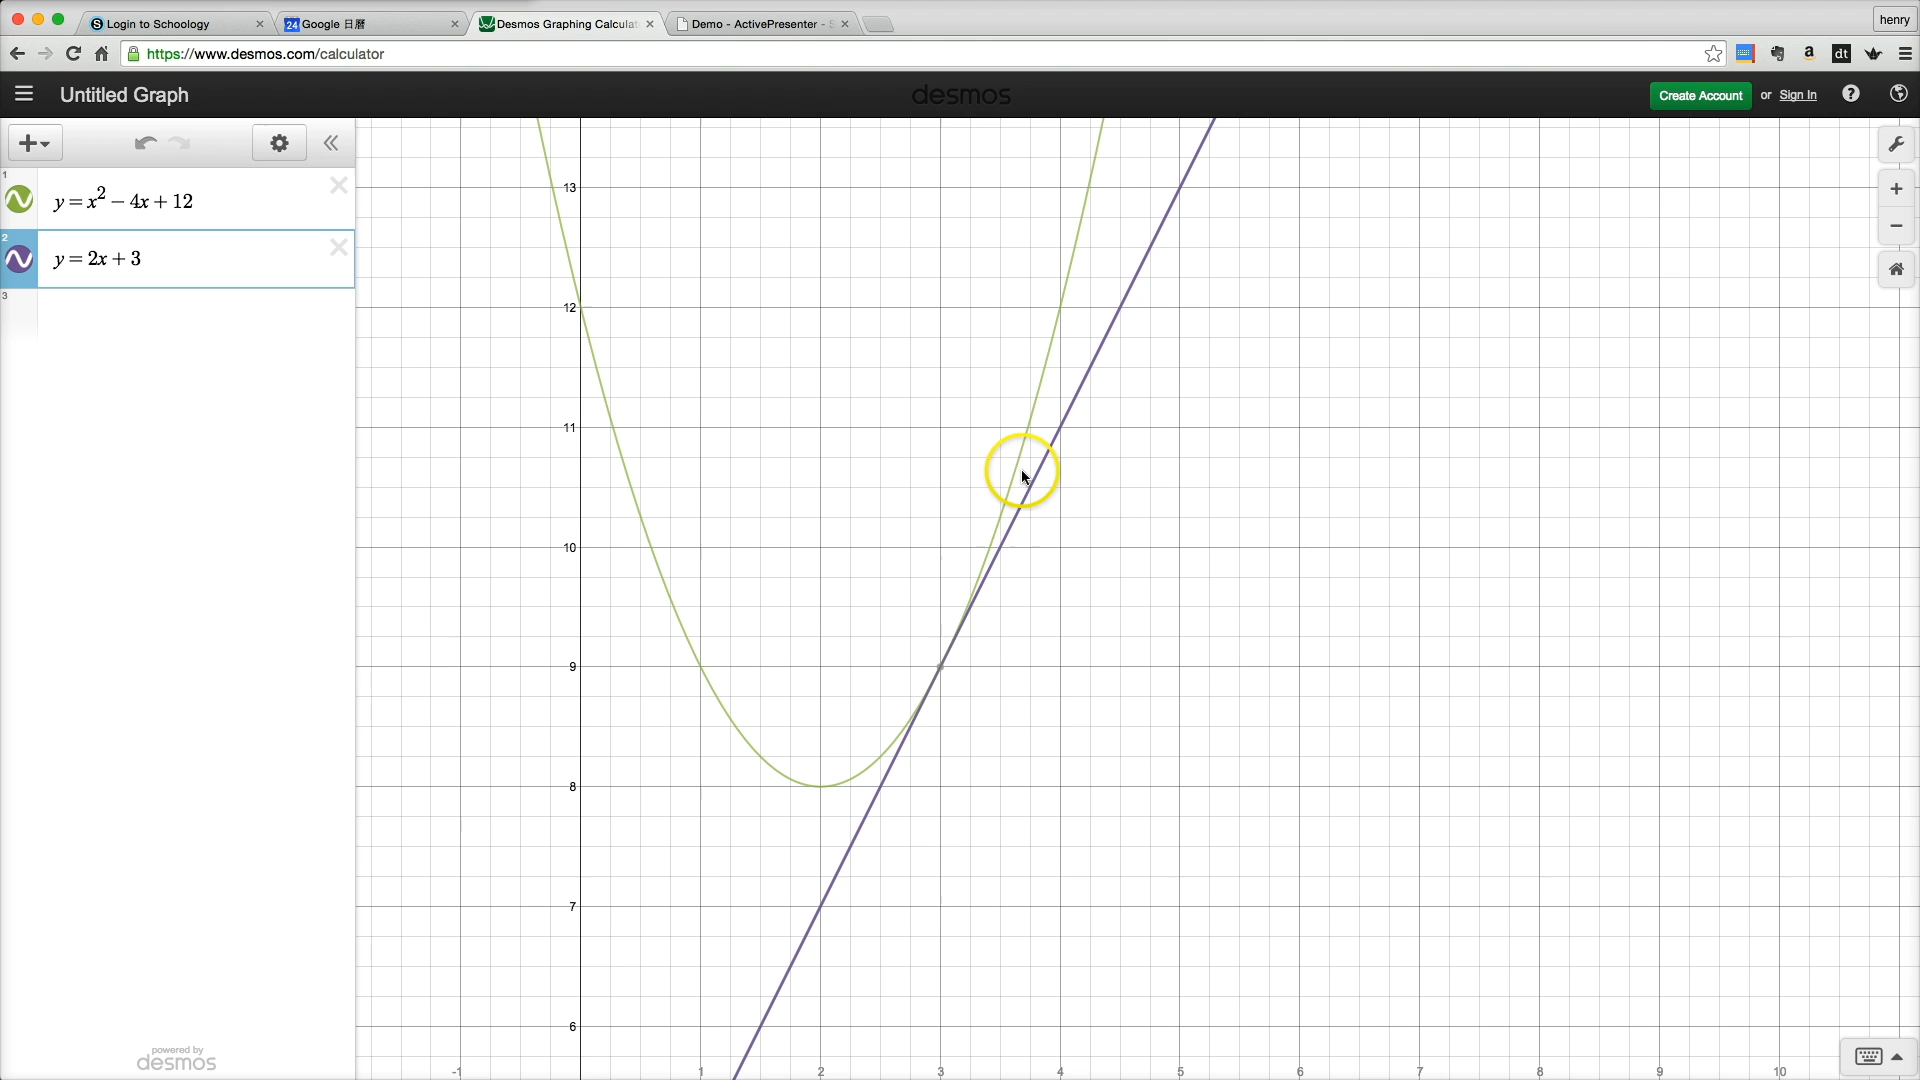 Login to Schoology
24 Google 日曆
Desmos Graphing Calculat
Demo - ActivePresenter - S
henry
https://www.desmos.com/calculator
a
dt
Untitled Graph
desmos
Create Account or Sign In
?
1
y = x² − 4x + 12
2
y = 2x + 3
3
13
12
11
10
9
8
7
6
-1 1 2 3 4 5 6 7 8 9 10
powered by
desmos